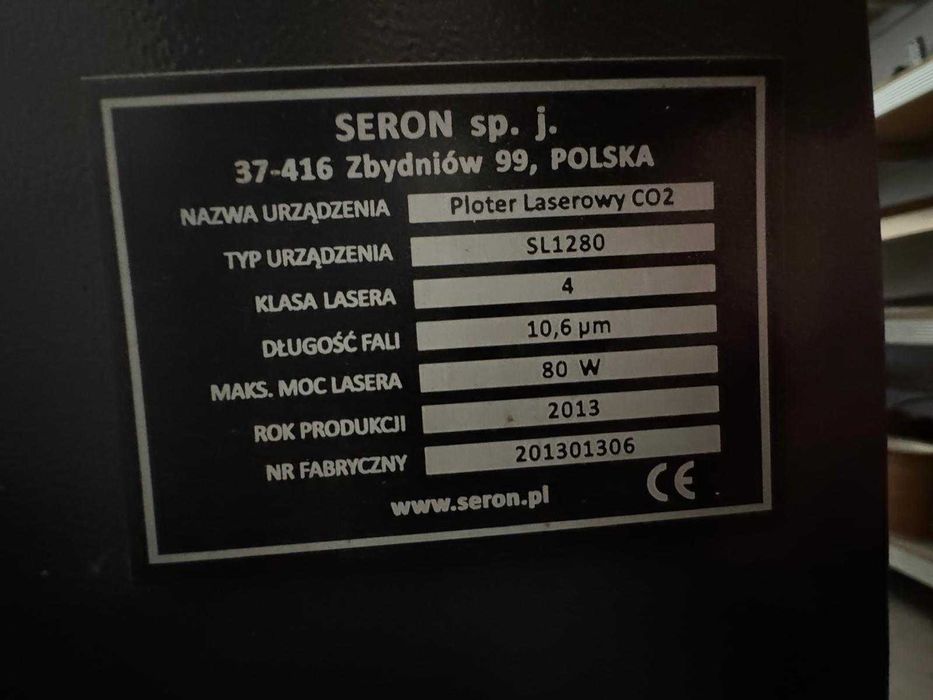 SERON sp. j.
37-416 Zbydniów 99, POLSKA
NAZWA URZĄDZENIA Ploter Laserowy CO2
TYP URZĄDZENIA SL1280
KLASA LASERA 4
DŁUGOŚĆ FALI 10,6 µm
MAKS. MOC LASERA 80 W
ROK PRODUKCJI 2013
NR FABRYCZNY 201301306
www.seron.pl CE